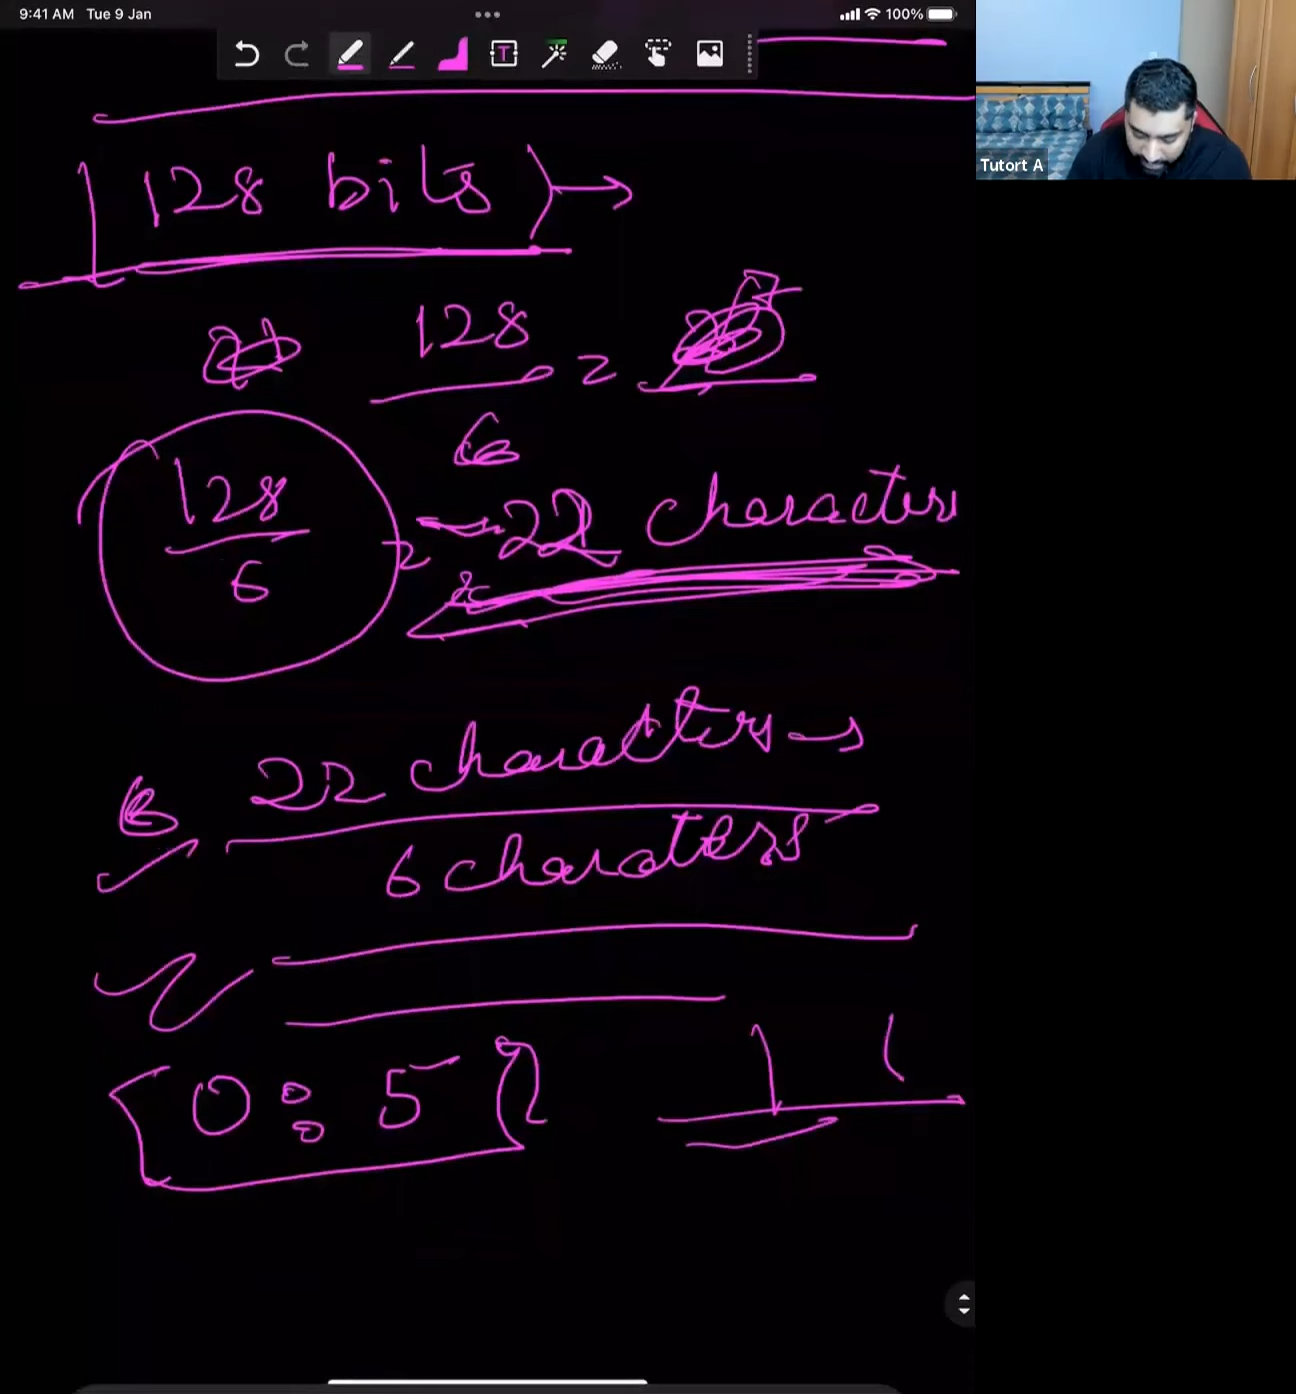 9:41 AM Tue 9 Jan
100%
T
Tutort A
128 bits
128
6
128
6
22 characters
22 characters
6 charaters
0 : 5